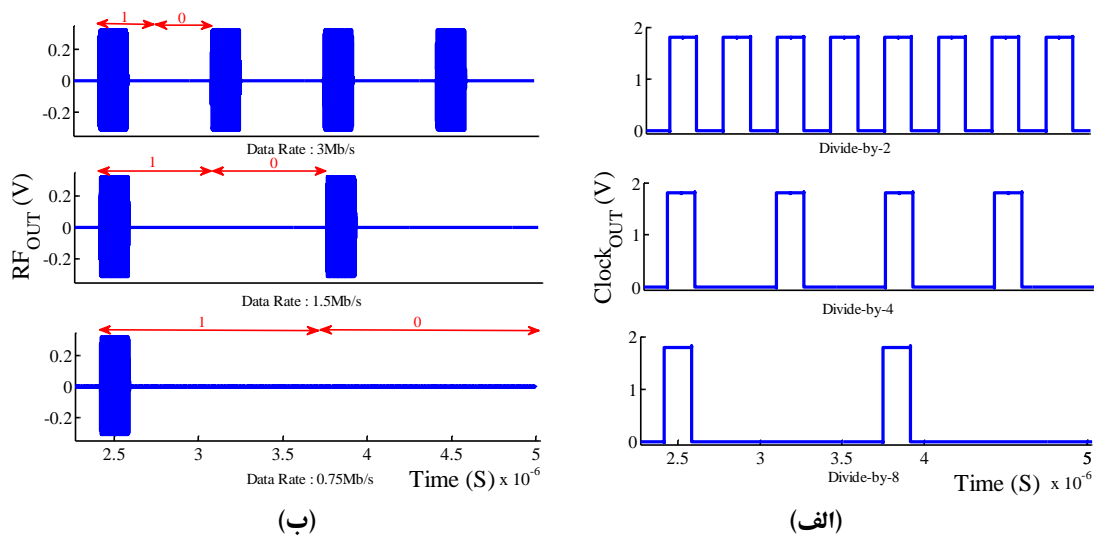 1 0
0.2
0
-0.2
Data Rate : 3Mb/s
1 0
0.2
0
-0.2
Data Rate : 1.5Mb/s
1 0
0.2
0
-0.2
2.5 3 3.5 4 4.5 5
Data Rate : 0.75Mb/s
Time (S) x 10-6
RFOUT (V)
(ب)
2
1
0
Divide-by-2
2
1
0
Divide-by-4
2
1
0
2.5 3 3.5 4 5
Divide-by-8
Time (S) x 10-6
ClockOUT (V)
(الف)